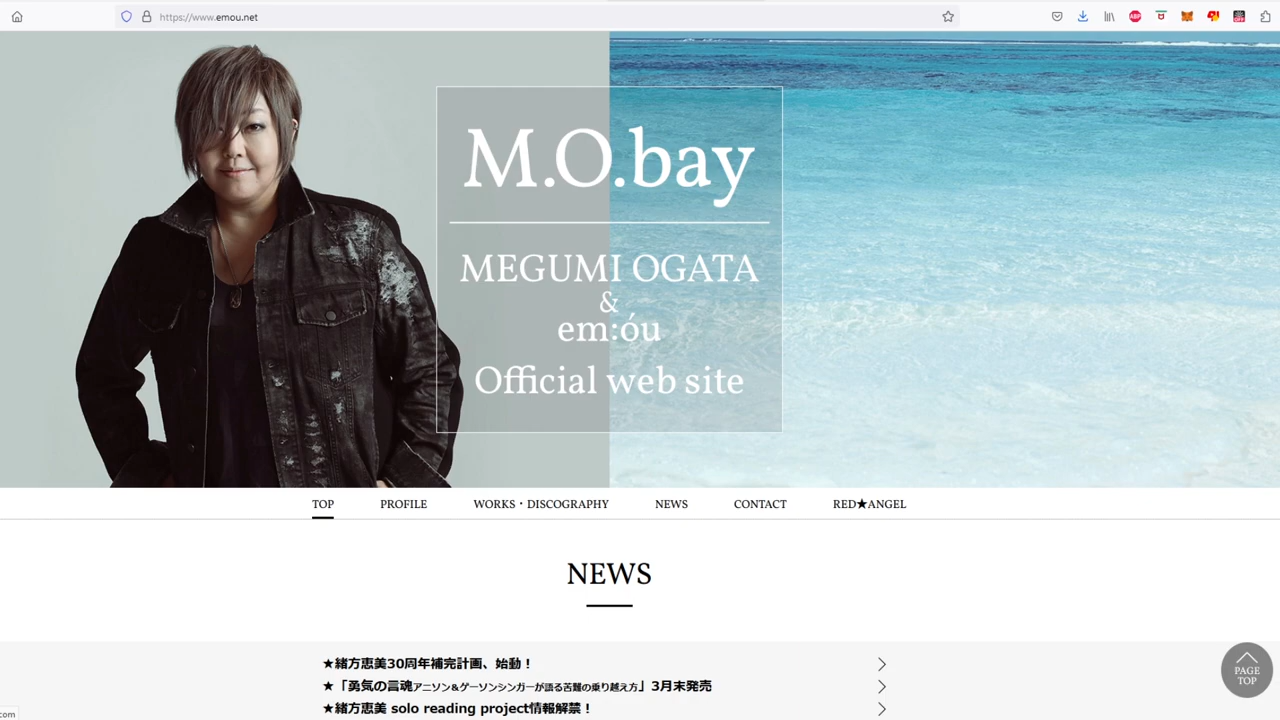 https://www.emou.net
M.O.bay
MEGUMI OGATA
&
em:óu
Official web site
TOP PROFILE WORKS・DISCOGRAPHY NEWS CONTACT RED★ANGEL
NEWS
★緒方恵美30周年補完計画、始動！
★「勇気の言魂アニソン&ゲーソンシンガーが語る苦難の乗り越え方」3月末発売
★緒方恵美 solo reading project情報解禁！
PAGE
TOP
com
ABP
OFF